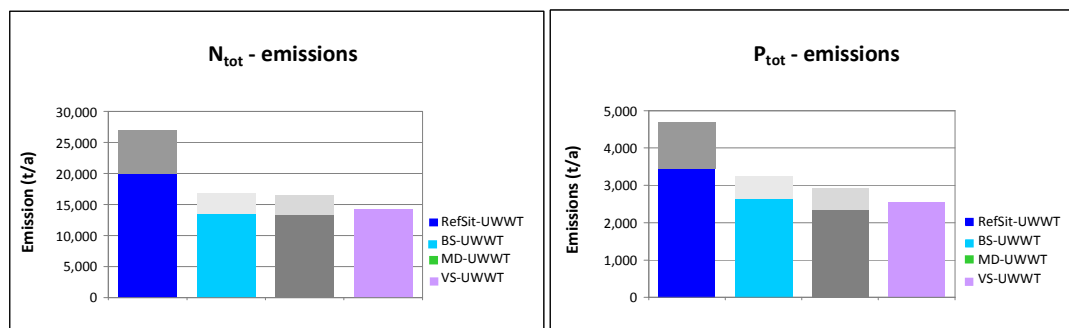 N_tot - emissions
Emission (t/a)
30,000
25,000
20,000
15,000
10,000
5,000
0
RefSit-UWWT
BS-UWWT
MD-UWWT
VS-UWWT
P_tot - emissions
Emissions (t/a)
5,000
4,000
3,000
2,000
1,000
0
RefSit-UWWT
BS-UWWT
MD-UWWT
VS-UWWT